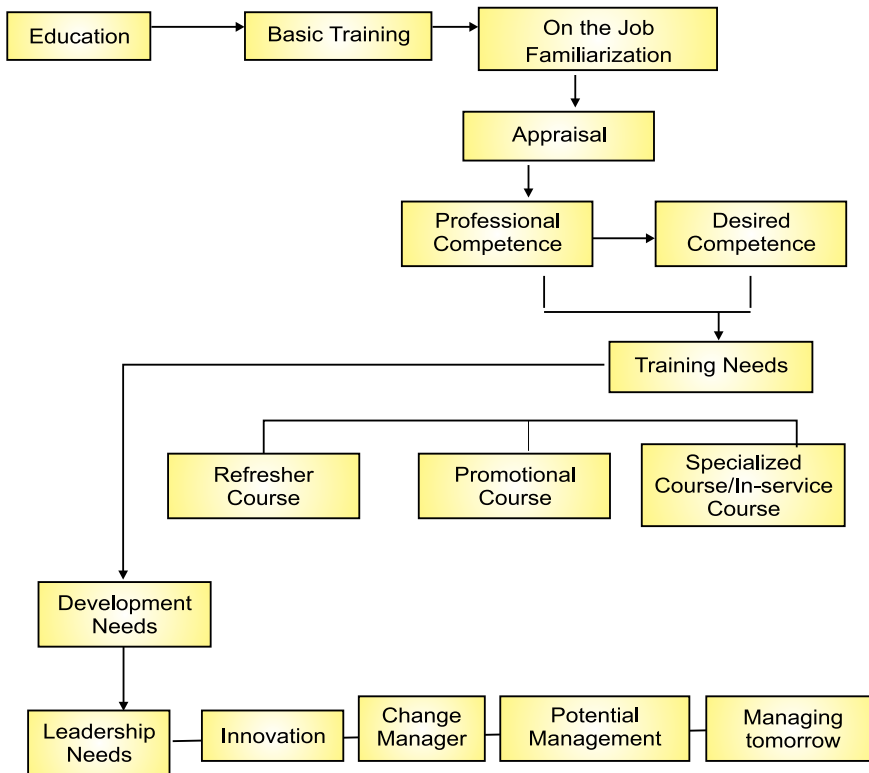 Education
Basic Training
On the Job
Familiarization
Appraisal
Professional
Competence
Desired
Competence
Training Needs
Refresher
Course
Promotional
Course
Specialized
Course/In-service
Course
Development
Needs
Leadership
Needs
Innovation
Change
Manager
Potential
Management
Managing
tomorrow